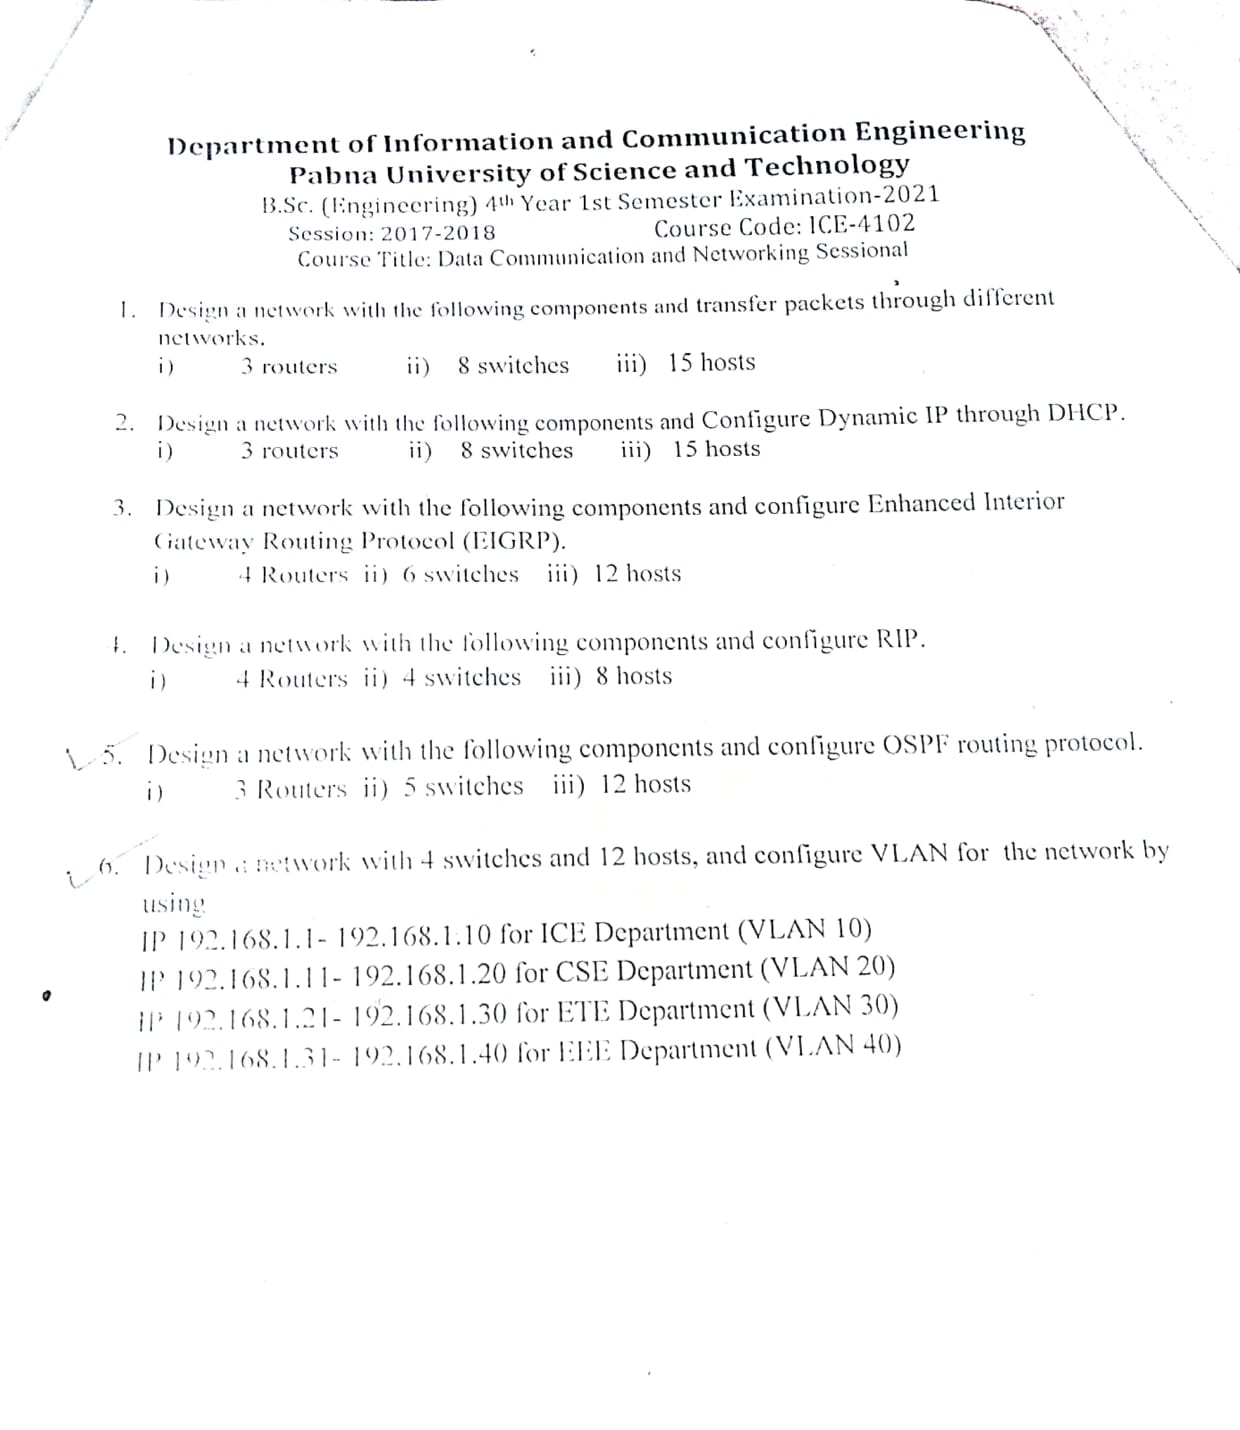 Department of Information and Communication Engineering
Pabna University of Science and Technology
B.Sc. (Engineering) 4th Year 1st Semester Examination-2021
Session: 2017-2018 Course Code: ICE-4102
Course Title: Data Communication and Networking Sessional
1. Design a network with the following components and transfer packets through different
networks.
i) 3 routers ii) 8 switches iii) 15 hosts
2. Design a network with the following components and Configure Dynamic IP through DHCP.
i) 3 routers ii) 8 switches iii) 15 hosts
3. Design a network with the following components and configure Enhanced Interior
Gateway Routing Protocol (EIGRP).
i) 4 Routers ii) 6 switches iii) 12 hosts
4. Design a network with the following components and configure RIP.
i) 4 Routers ii) 4 switches iii) 8 hosts
5. Design a network with the following components and configure OSPF routing protocol.
i) 3 Routers ii) 5 switches iii) 12 hosts
6. Design a network with 4 switches and 12 hosts, and configure VLAN for the network by
using
IP 192.168.1.1- 192.168.1.10 for ICE Department (VLAN 10)
IP 192.168.1.11- 192.168.1.20 for CSE Department (VLAN 20)
IP 192.168.1.21- 192.168.1.30 for ETE Department (VLAN 30)
IP 192.168.1.31- 192.168.1.40 for EEE Department (VLAN 40)